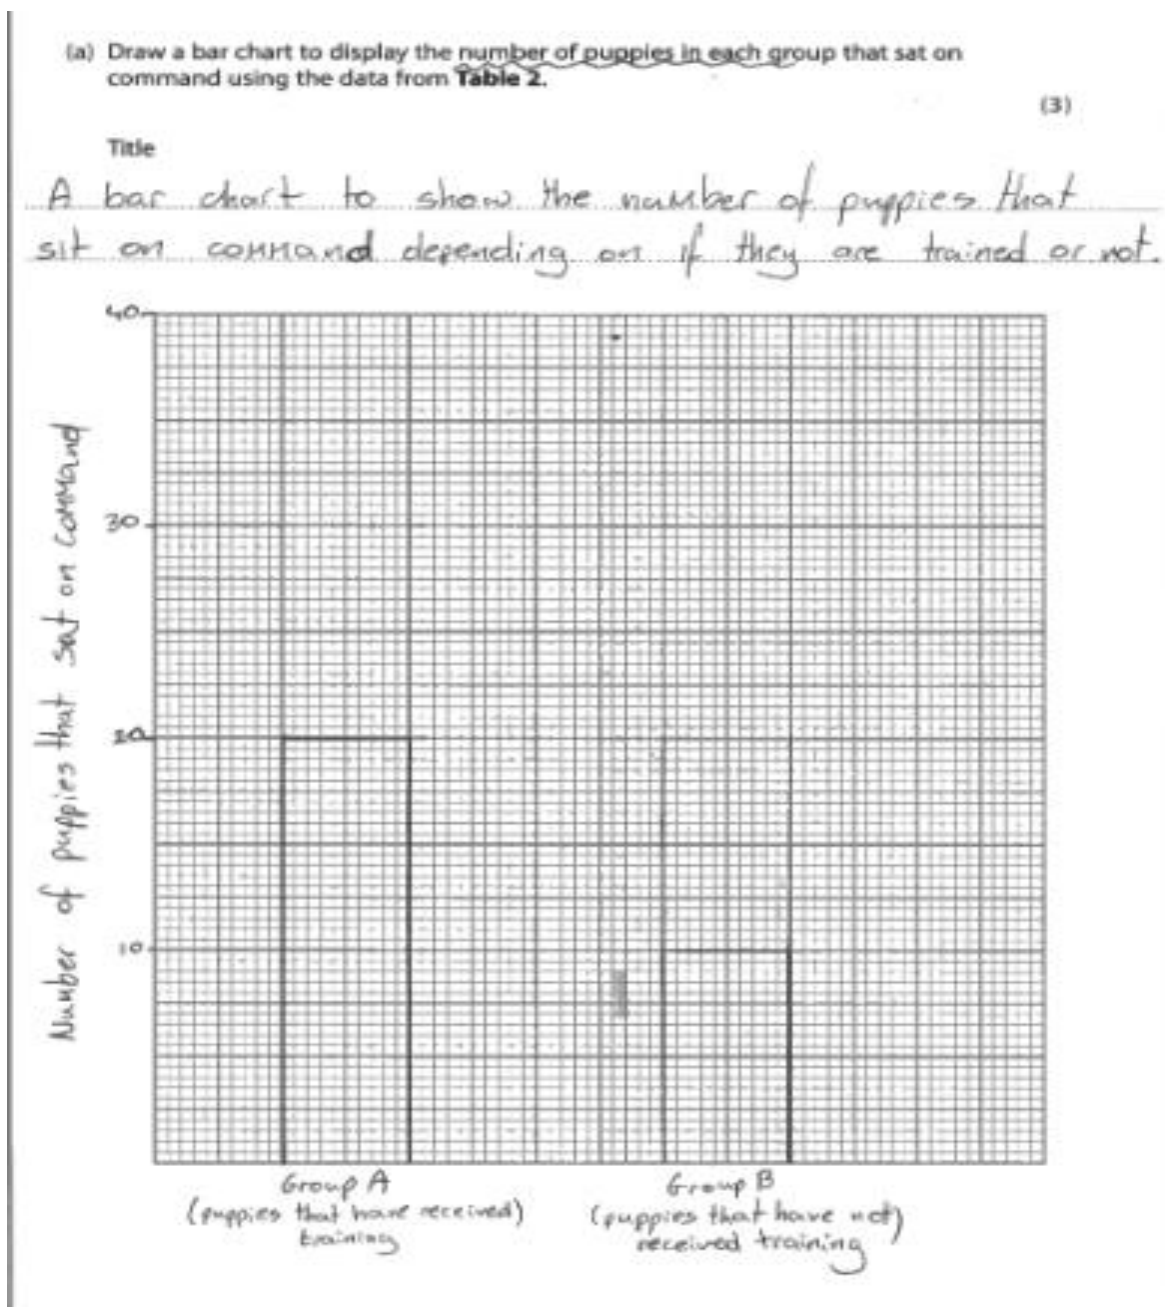 (a) Draw a bar chart to display the number of puppies in each group that sat on
command using the data from Table 2.
(3)
Title
A bar chart to show the number of puppies that
sit on command depending on if they are trained or not.
40
30
20
10
Number of puppies that sat on command
Group A
(puppies that have received)
training
Group B
(puppies that have not)
received training